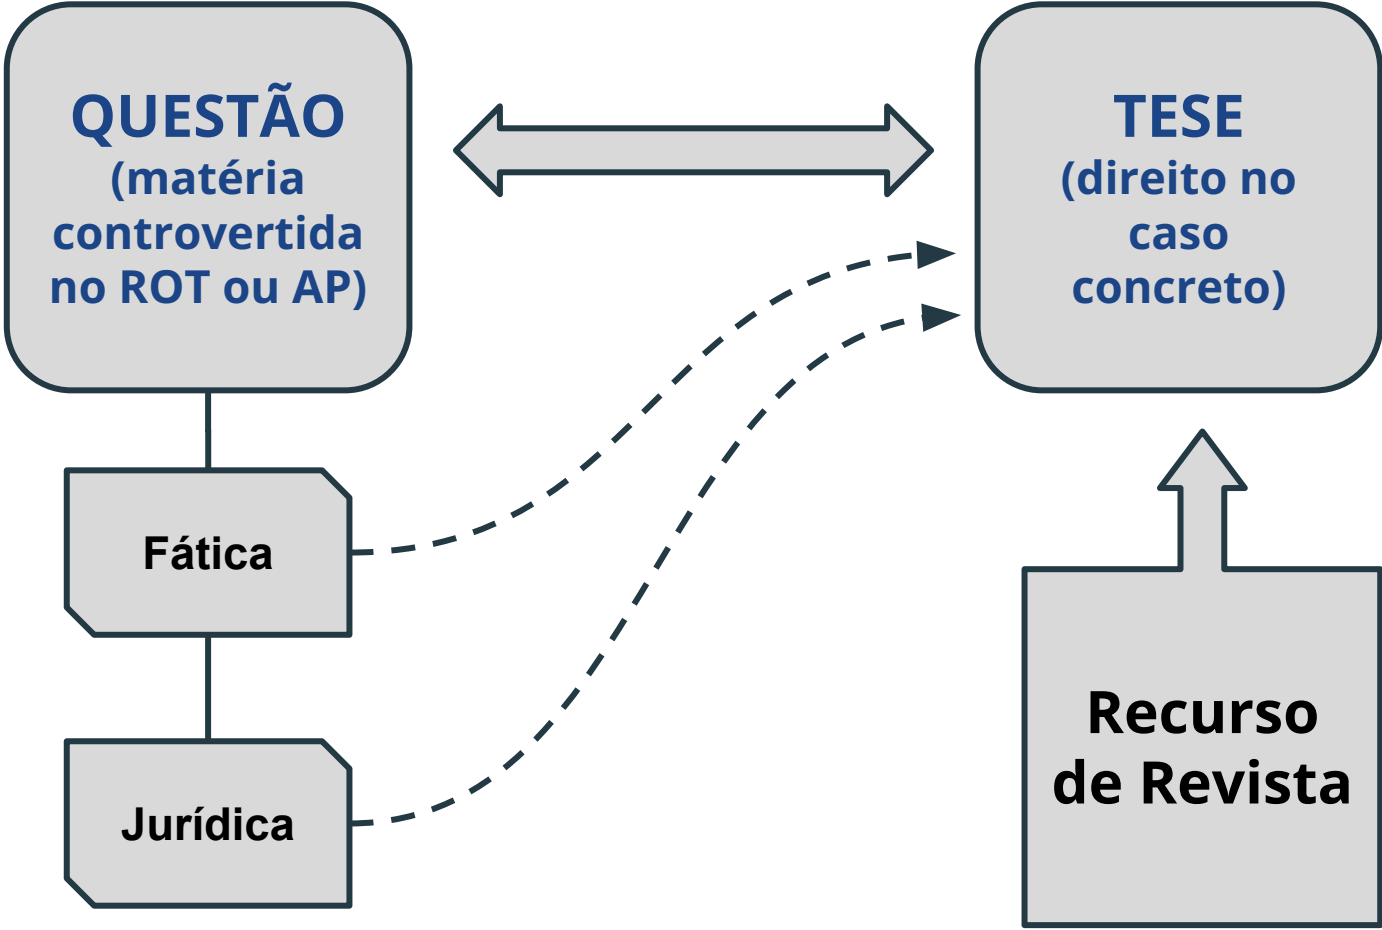 QUESTÃO
(matéria
controvertida
no ROT ou AP)
TESE
(direito no
caso
concreto)
Fática
Jurídica
Recurso
de Revista